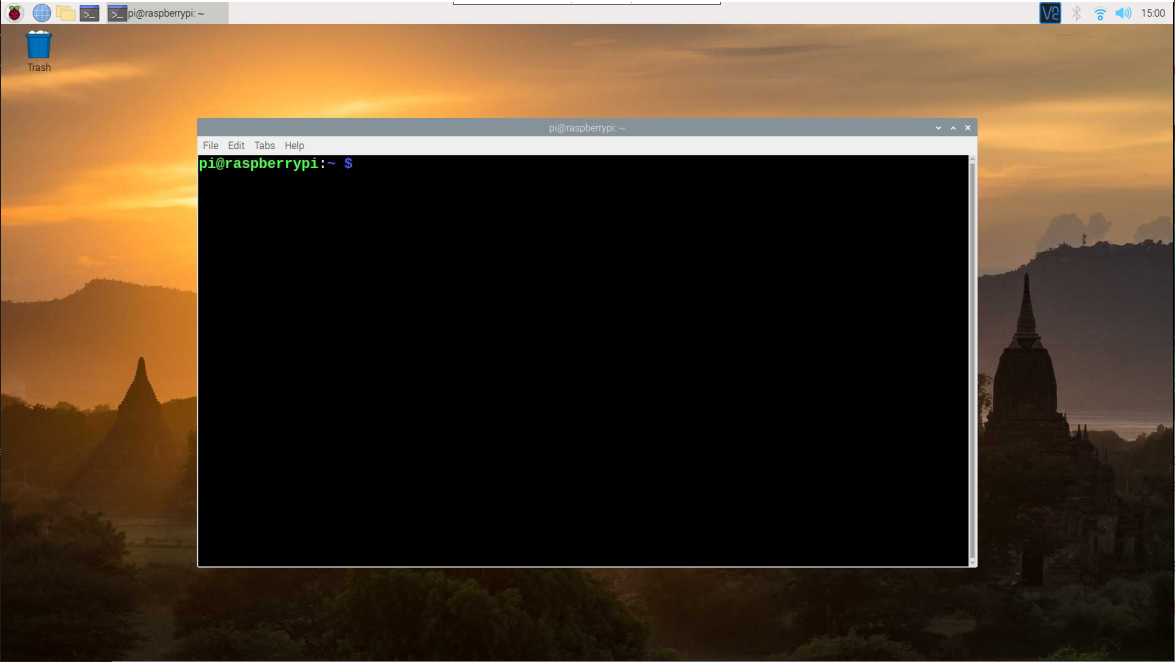 pi@raspberrypi: ~
15:00
Trash
pi@raspberrypi: ~
File Edit Tabs Help
pi@raspberrypi:~ $